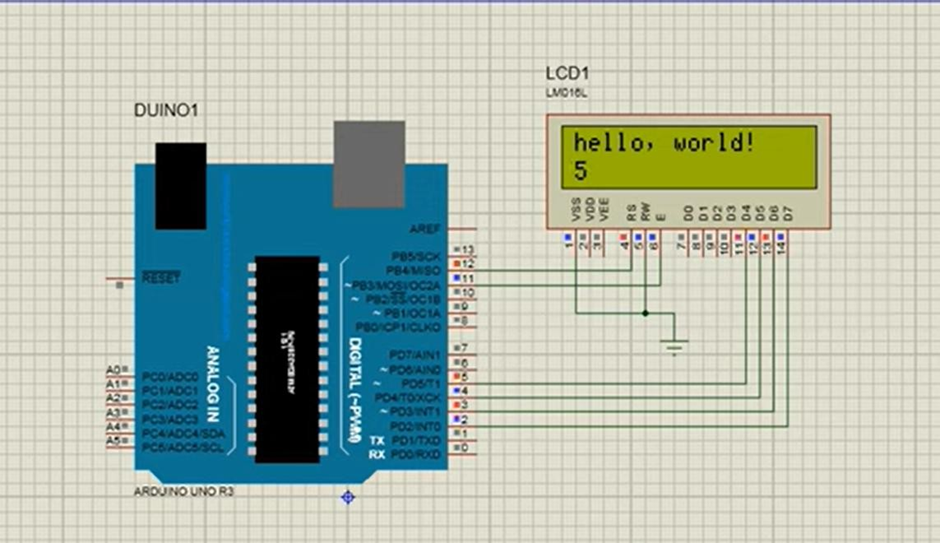 LCD1
LM016L
DUINO1
hello, world!
5
VSS
VDD
VEE
RS
RW
E
D0
D1
D2
D3
D4
D5
D6
D7
1
2
3
4
5
6
7
8
9
10
11
12
13
14
AREF
PB5/SCK 13
PB4/MISO 12
RESET
~ PB3/MOSI/OC2A 11
~ PB2/SS/OC1B 10
~ PB1/OC1A 9
PB0/ICP1/CLKO 8
PD7/AIN1 7
~ PD6/AIN0 6
~ PD5/T1 5
PD4/T0/XCK 4
~ PD3/INT1 3
PD2/INT0 2
TX PD1/TXD 1
RX PD0/RXD 0
DIGITAL (~PWM)
ANALOG IN
A0 PC0/ADC0
A1 PC1/ADC1
A2 PC2/ADC2
A3 PC3/ADC3
A4 PC4/ADC4/SDA
A5 PC5/ADC5/SCL
ARDUINO UNO R3